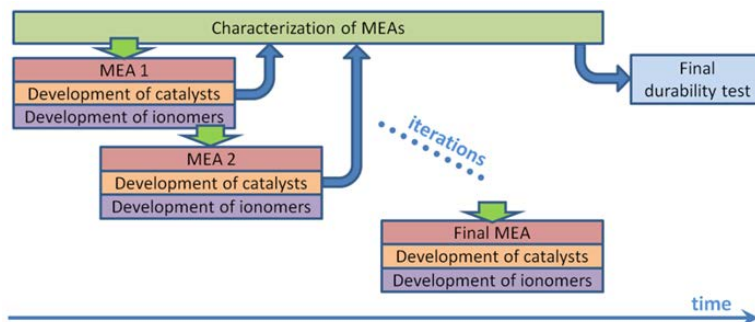 Characterization of MEAs
MEA 1
Development of catalysts
Development of ionomers
Final
durability test
MEA 2
Development of catalysts
Development of ionomers
iterations
Final MEA
Development of catalysts
Development of ionomers
time